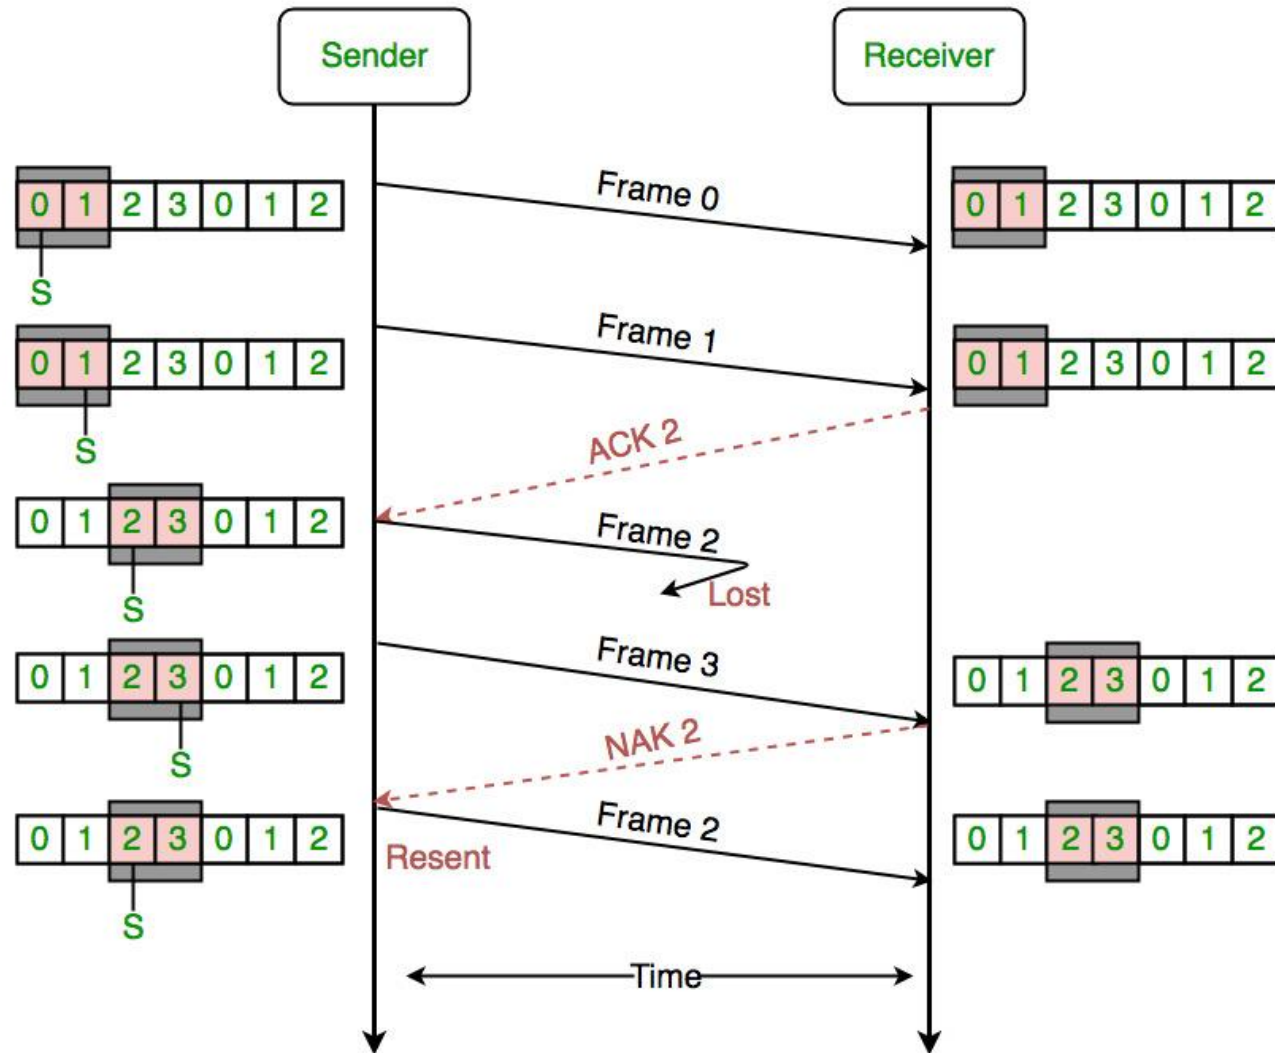 Sender
Receiver
0 1 2 3 0 1 2
Frame 0
0 1 2 3 0 1 2
S
0 1 2 3 0 1 2
Frame 1
0 1 2 3 0 1 2
S
ACK 2
0 1 2 3 0 1 2
Frame 2
Lost
S
0 1 2 3 0 1 2
Frame 3
0 1 2 3 0 1 2
S
NAK 2
0 1 2 3 0 1 2
Frame 2
0 1 2 3 0 1 2
Resent
S
Time